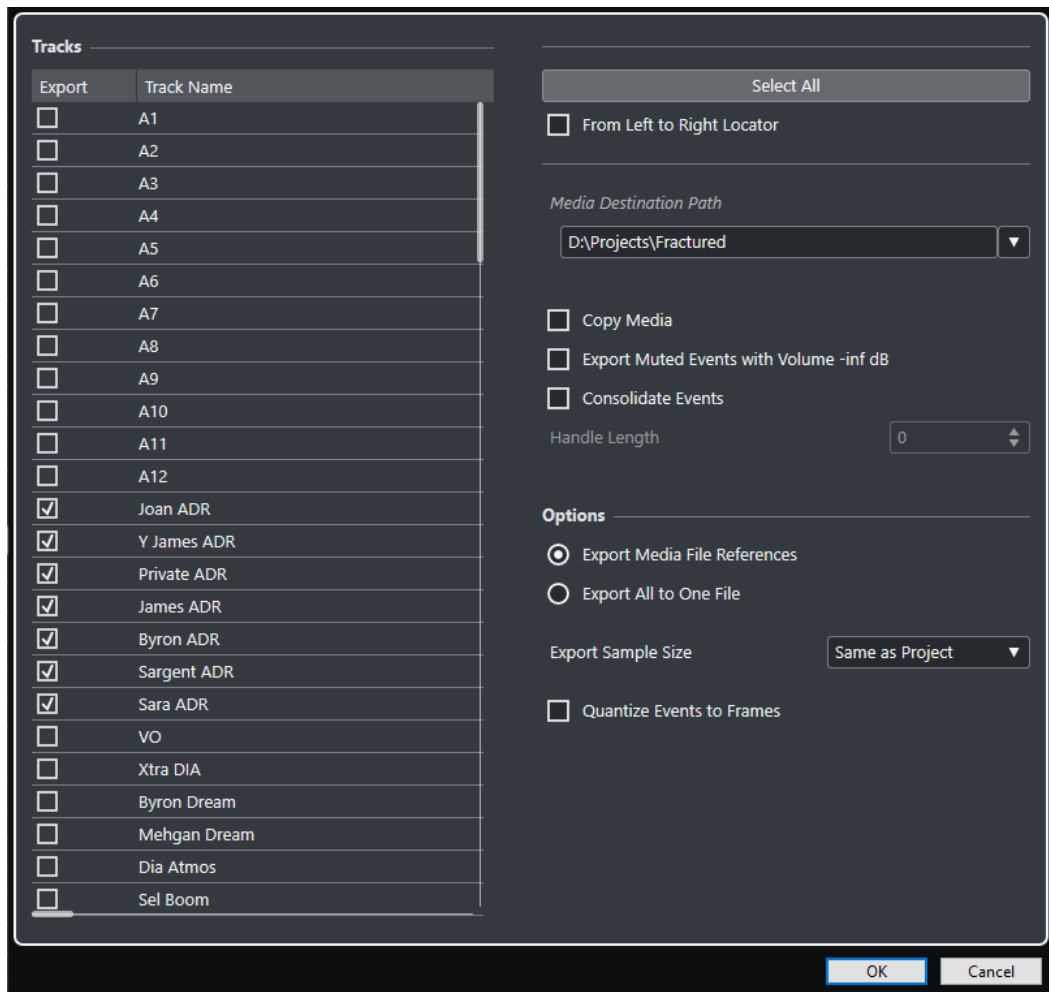 Tracks
Export Track Name
A1
A2
A3
A4
A5
A6
A7
A8
A9
A10
A11
A12
Joan ADR
Y James ADR
Private ADR
James ADR
Byron ADR
Sargent ADR
Sara ADR
VO
Xtra DIA
Byron Dream
Mehgan Dream
Dia Atmos
Sel Boom
Select All
From Left to Right Locator
Media Destination Path
D:\Projects\Fractured
Copy Media
Export Muted Events with Volume -inf dB
Consolidate Events
Handle Length 0
Options
Export Media File References
Export All to One File
Export Sample Size Same as Project
Quantize Events to Frames
OK Cancel